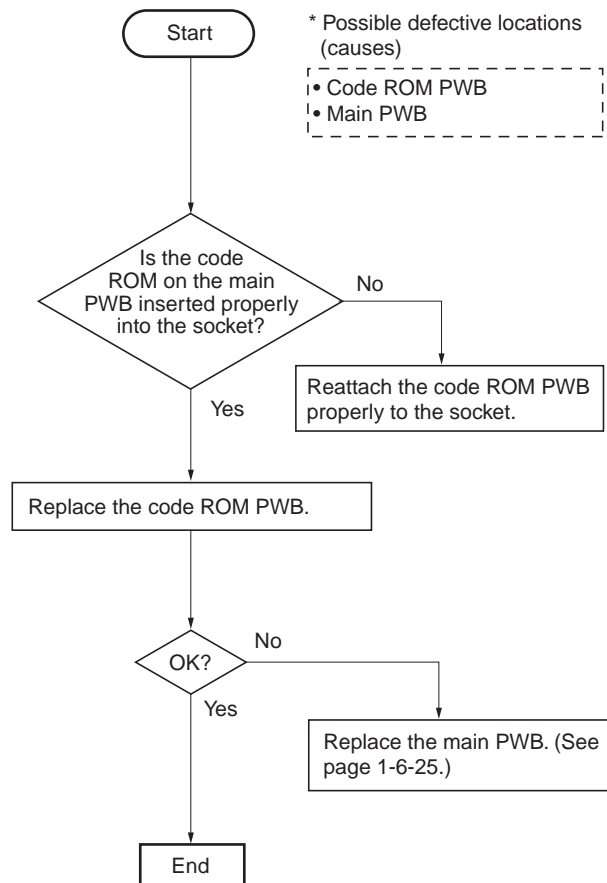 Start
* Possible defective locations
(causes)
• Code ROM PWB
• Main PWB
Is the code
ROM on the main
PWB inserted properly
into the socket?
No
Reattach the code ROM PWB
properly to the socket.
Yes
Replace the code ROM PWB.
OK?
No
Yes
Replace the main PWB. (See
page 1-6-25.)
End